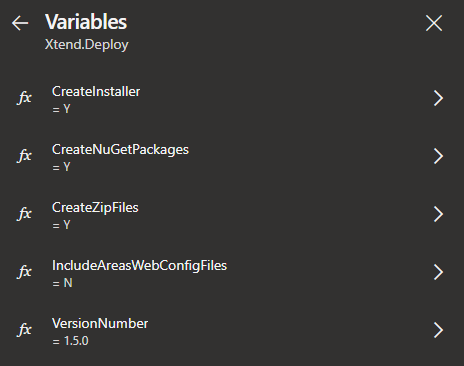 Variables
Xtend.Deploy
fx CreateInstaller
= Y
fx CreateNuGetPackages
= Y
fx CreateZipFiles
= Y
fx IncludeAreasWebConfigFiles
= N
fx VersionNumber
= 1.5.0